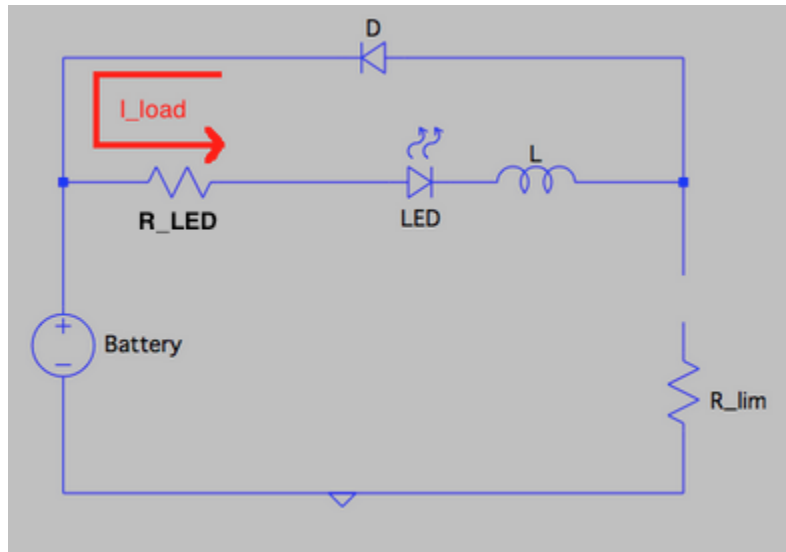 D
I_load
L
R_LED
LED
+
Battery
−
R_lim